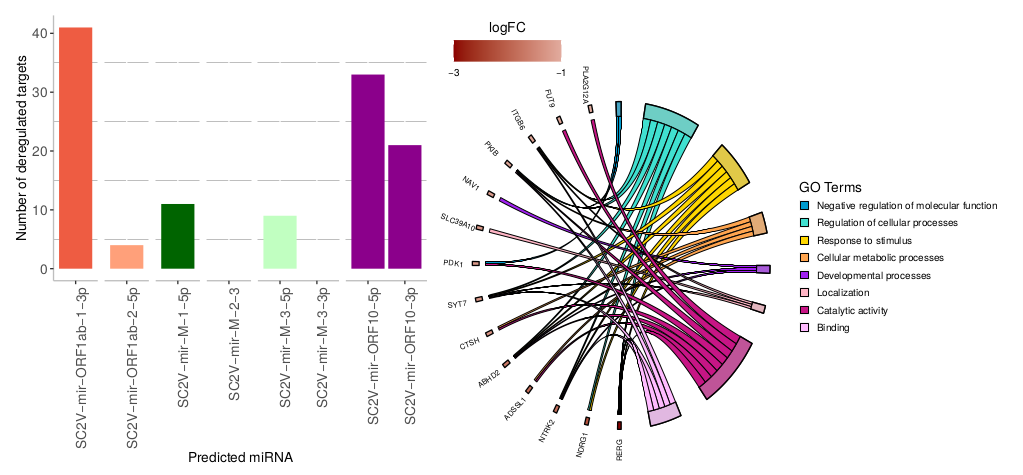 Number of deregulated targets
40
30
20
10
0
SC2V−mir−ORF1ab−1−3p
SC2V−mir−ORF1ab−2−5p
SC2V−mir−M−1−5p
SC2V−mir−M−2−3
SC2V−mir−M−3−5p
SC2V−mir−M−3−3p
SC2V−mir−ORF10−5p
SC2V−mir−ORF10−3p
Predicted miRNA
logFC
−3 −1
PLA2G12A
FUT9
ITGB6
PKIB
NAV1
SLC39A10
PDK1
SYT7
CTSH
ABHD2
ADSSL1
NTRK2
NDRG1
RERG
GO Terms
Negative regulation of molecular function
Regulation of cellular processes
Response to stimulus
Cellular metabolic processes
Developmental processes
Localization
Catalytic activity
Binding